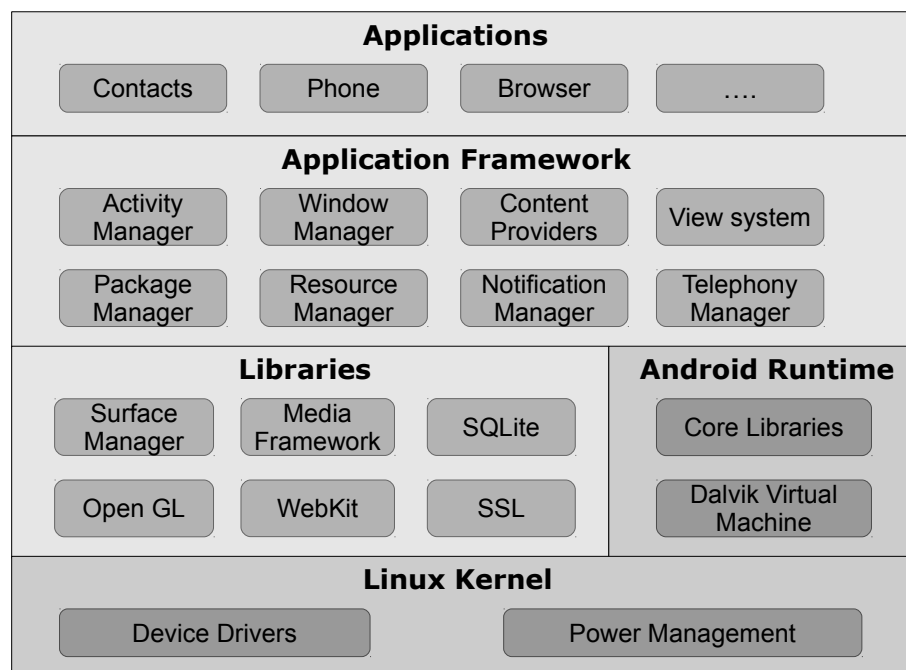 Applications
Contacts
Phone
Browser
....
Application Framework
Activity
Manager
Window
Manager
Content
Providers
View system
Package
Manager
Resource
Manager
Notification
Manager
Telephony
Manager
Libraries
Surface
Manager
Media
Framework
SQLite
Open GL
WebKit
SSL
Android Runtime
Core Libraries
Dalvik Virtual
Machine
Linux Kernel
Device Drivers
Power Management